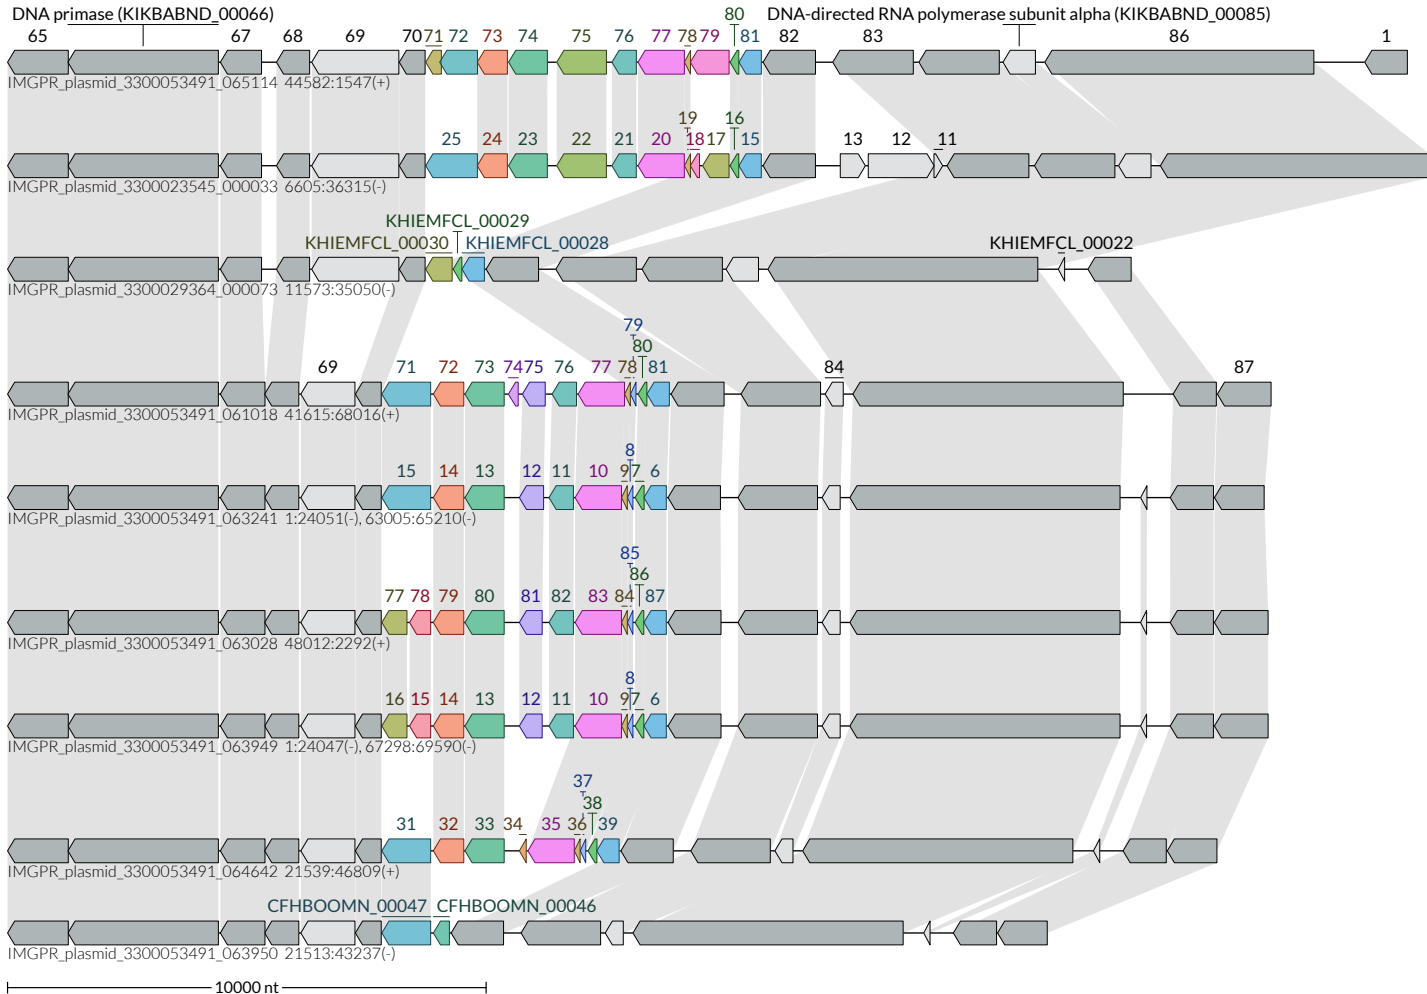 DNA primase (KIKBABND_00066) 80 DNA-directed RNA polymerase subunit alpha (KIKBABND_00085)
65 67 68 69 70 71 72 73 74 75 76 77 78 79 81 82 83 86 1
IMGPR_plasmid_3300053491_065114 44582:1547(+)
19 16
25 24 23 22 21 20 18 17 15 13 12 11
IMGPR_plasmid_3300023545_000033 6605:36315(-)
KHIEMFCL_00029
KHIEMFCL_00030 KHIEMFCL_00028 KHIEMFCL_00022
IMGPR_plasmid_3300029364_000073 11573:35050(-)
79
80
69 71 72 73 74 75 76 77 78 81 84 87
IMGPR_plasmid_3300053491_061018 41615:68016(+)
8
15 14 13 12 11 10 9 7 6
IMGPR_plasmid_3300053491_063241 1:24051(-), 63005:65210(-)
85
86
77 78 79 80 81 82 83 84 87
IMGPR_plasmid_3300053491_063028 48012:2292(+)
8
16 15 14 13 12 11 10 9 7 6
IMGPR_plasmid_3300053491_063949 1:24047(-), 67298:69590(-)
37
38
31 32 33 34 35 36 39
IMGPR_plasmid_3300053491_064642 21539:46809(+)
CFHBOOMN_00047 CFHBOOMN_00046
IMGPR_plasmid_3300053491_063950 21513:43237(-)
10000 nt